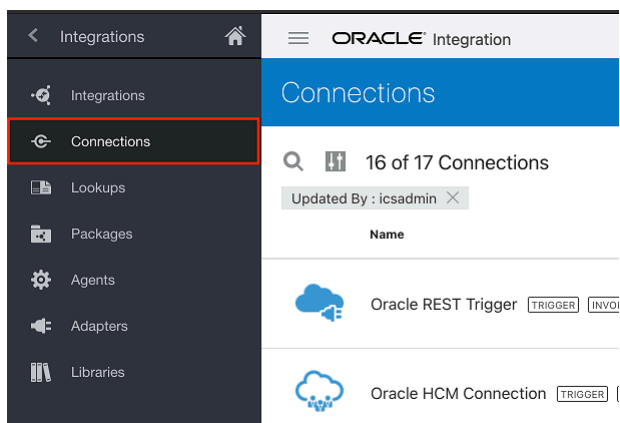 Integrations
ORACLE Integration
Integrations
Connections
Lookups
Packages
Agents
Adapters
Libraries
Connections
16 of 17 Connections
Updated By : icsadmin
Name
Oracle REST Trigger TRIGGER
Oracle HCM Connection TRIGGER